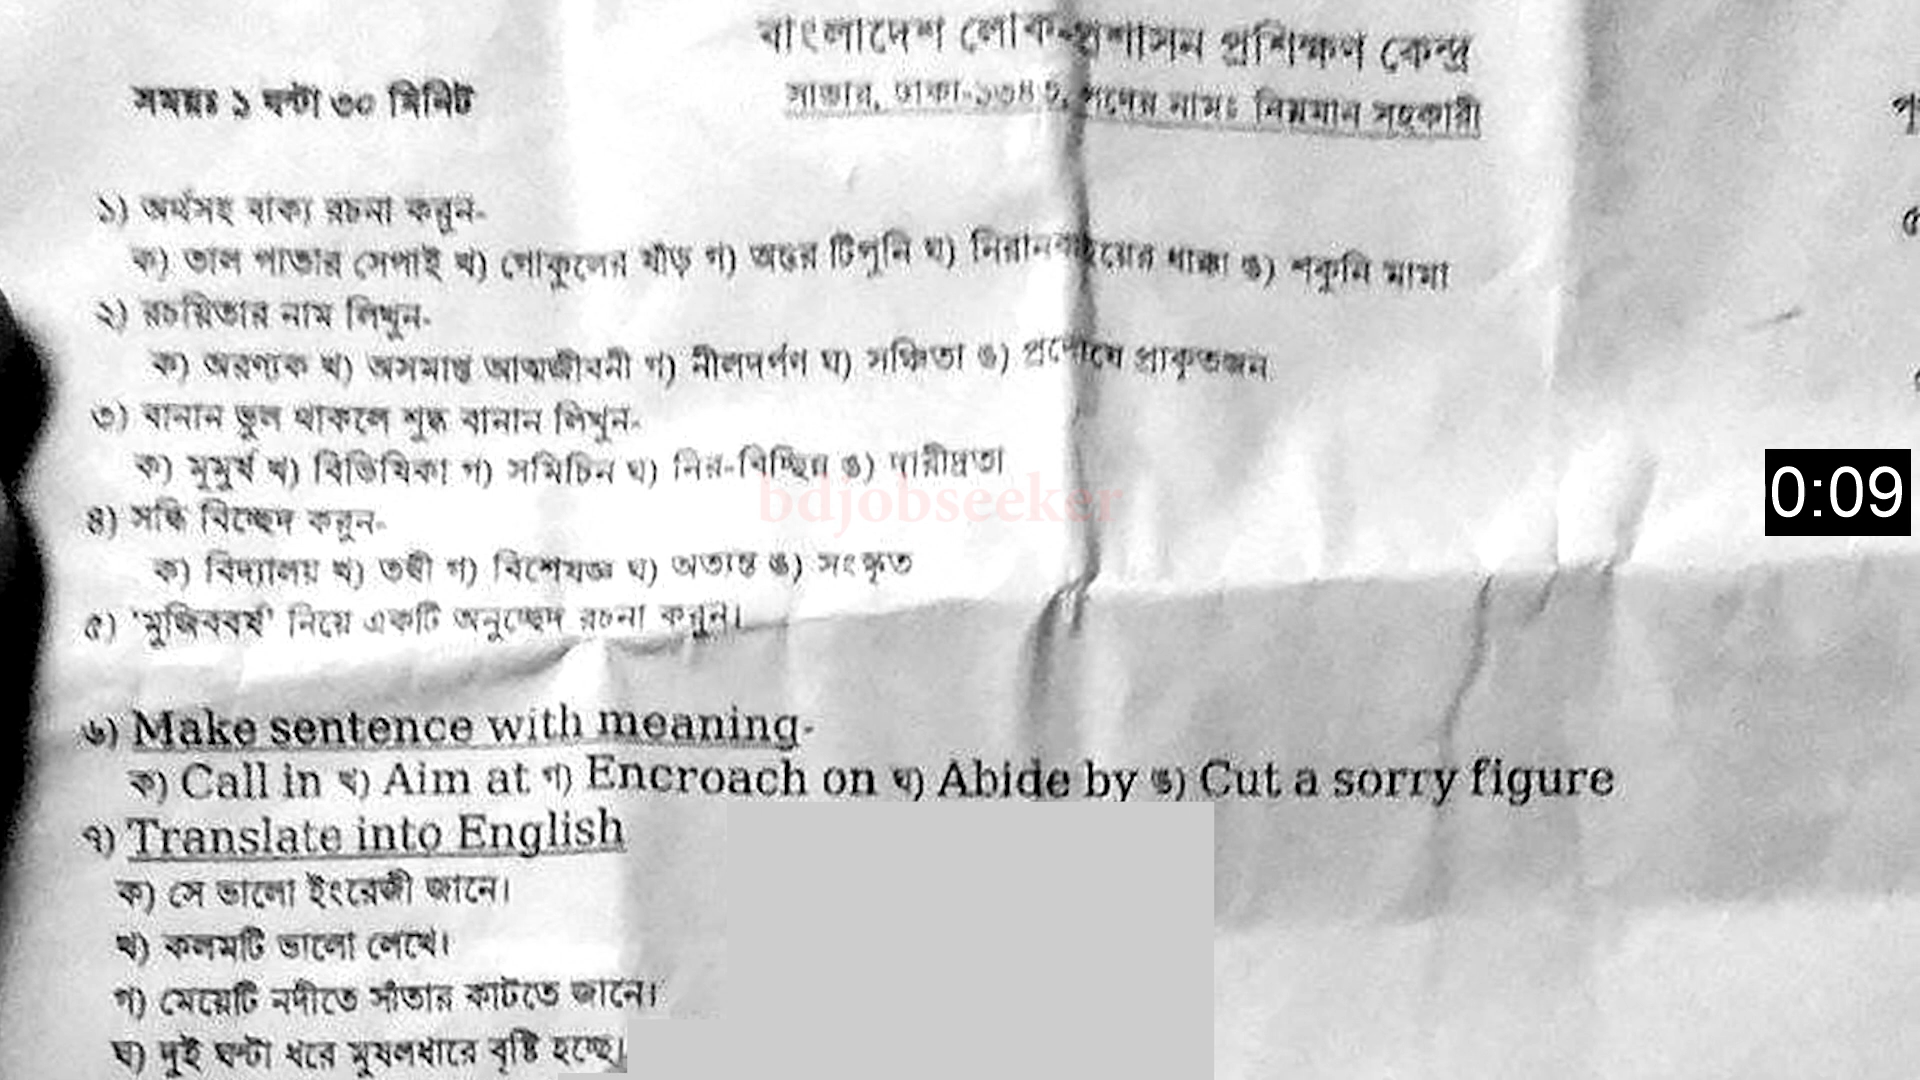 বাংলাদেশ লোক-প্রশাসন প্রশিক্ষণ কেন্দ্র
সময়ঃ ১ ঘন্টা ৩০ মিনিট
সাভার, ঢাকা-১৩৪৩, পদের নামঃ নিম্নমান সহকারী
১) অর্থসহ বাক্য রচনা করুন-
ক) তাল পাতার সেপাই খ) গোকুলের ষাঁড় গ) অন্তর টিপুনি ঘ) নিরানব্বইয়ের ধাক্কা ঙ) শকুনি মামা
২) রচয়িতার নাম লিখুন-
ক) অরণ্যক খ) অসমাপ্ত আত্মজীবনী গ) নীলদর্পণ ঘ) সঞ্চিতা ঙ) প্রদোষে প্রাকৃতজন
৩) বানান ভুল থাকলে শুদ্ধ বানান লিখুন-
ক) মুমুর্ষ খ) বিভিষিকা গ) সমিচিন ঘ) নির-বিচ্ছিন্ন ঙ) দারীদ্রতা
bdjobseeker
৪) সন্ধি বিচ্ছেদ করুন-
ক) বিদ্যালয় খ) তন্বী গ) বিশেষজ্ঞ ঘ) অত্যন্ত ঙ) সংস্কৃত
৫) 'মুজিববর্ষ' নিয়ে একটি অনুচ্ছেদ রচনা করুন।
0:09
৬) Make sentence with meaning-
ক) Call in খ) Aim at গ) Encroach on ঘ) Abide by ঙ) Cut a sorry figure
৭) Translate into English
ক) সে ভালো ইংরেজী জানে।
খ) কলমটি ভালো লেখে।
গ) মেয়েটি নদীতে সাঁতার কাটতে জানে।
ঘ) দুই ঘন্টা ধরে মুষলধারে বৃষ্টি হচ্ছে।